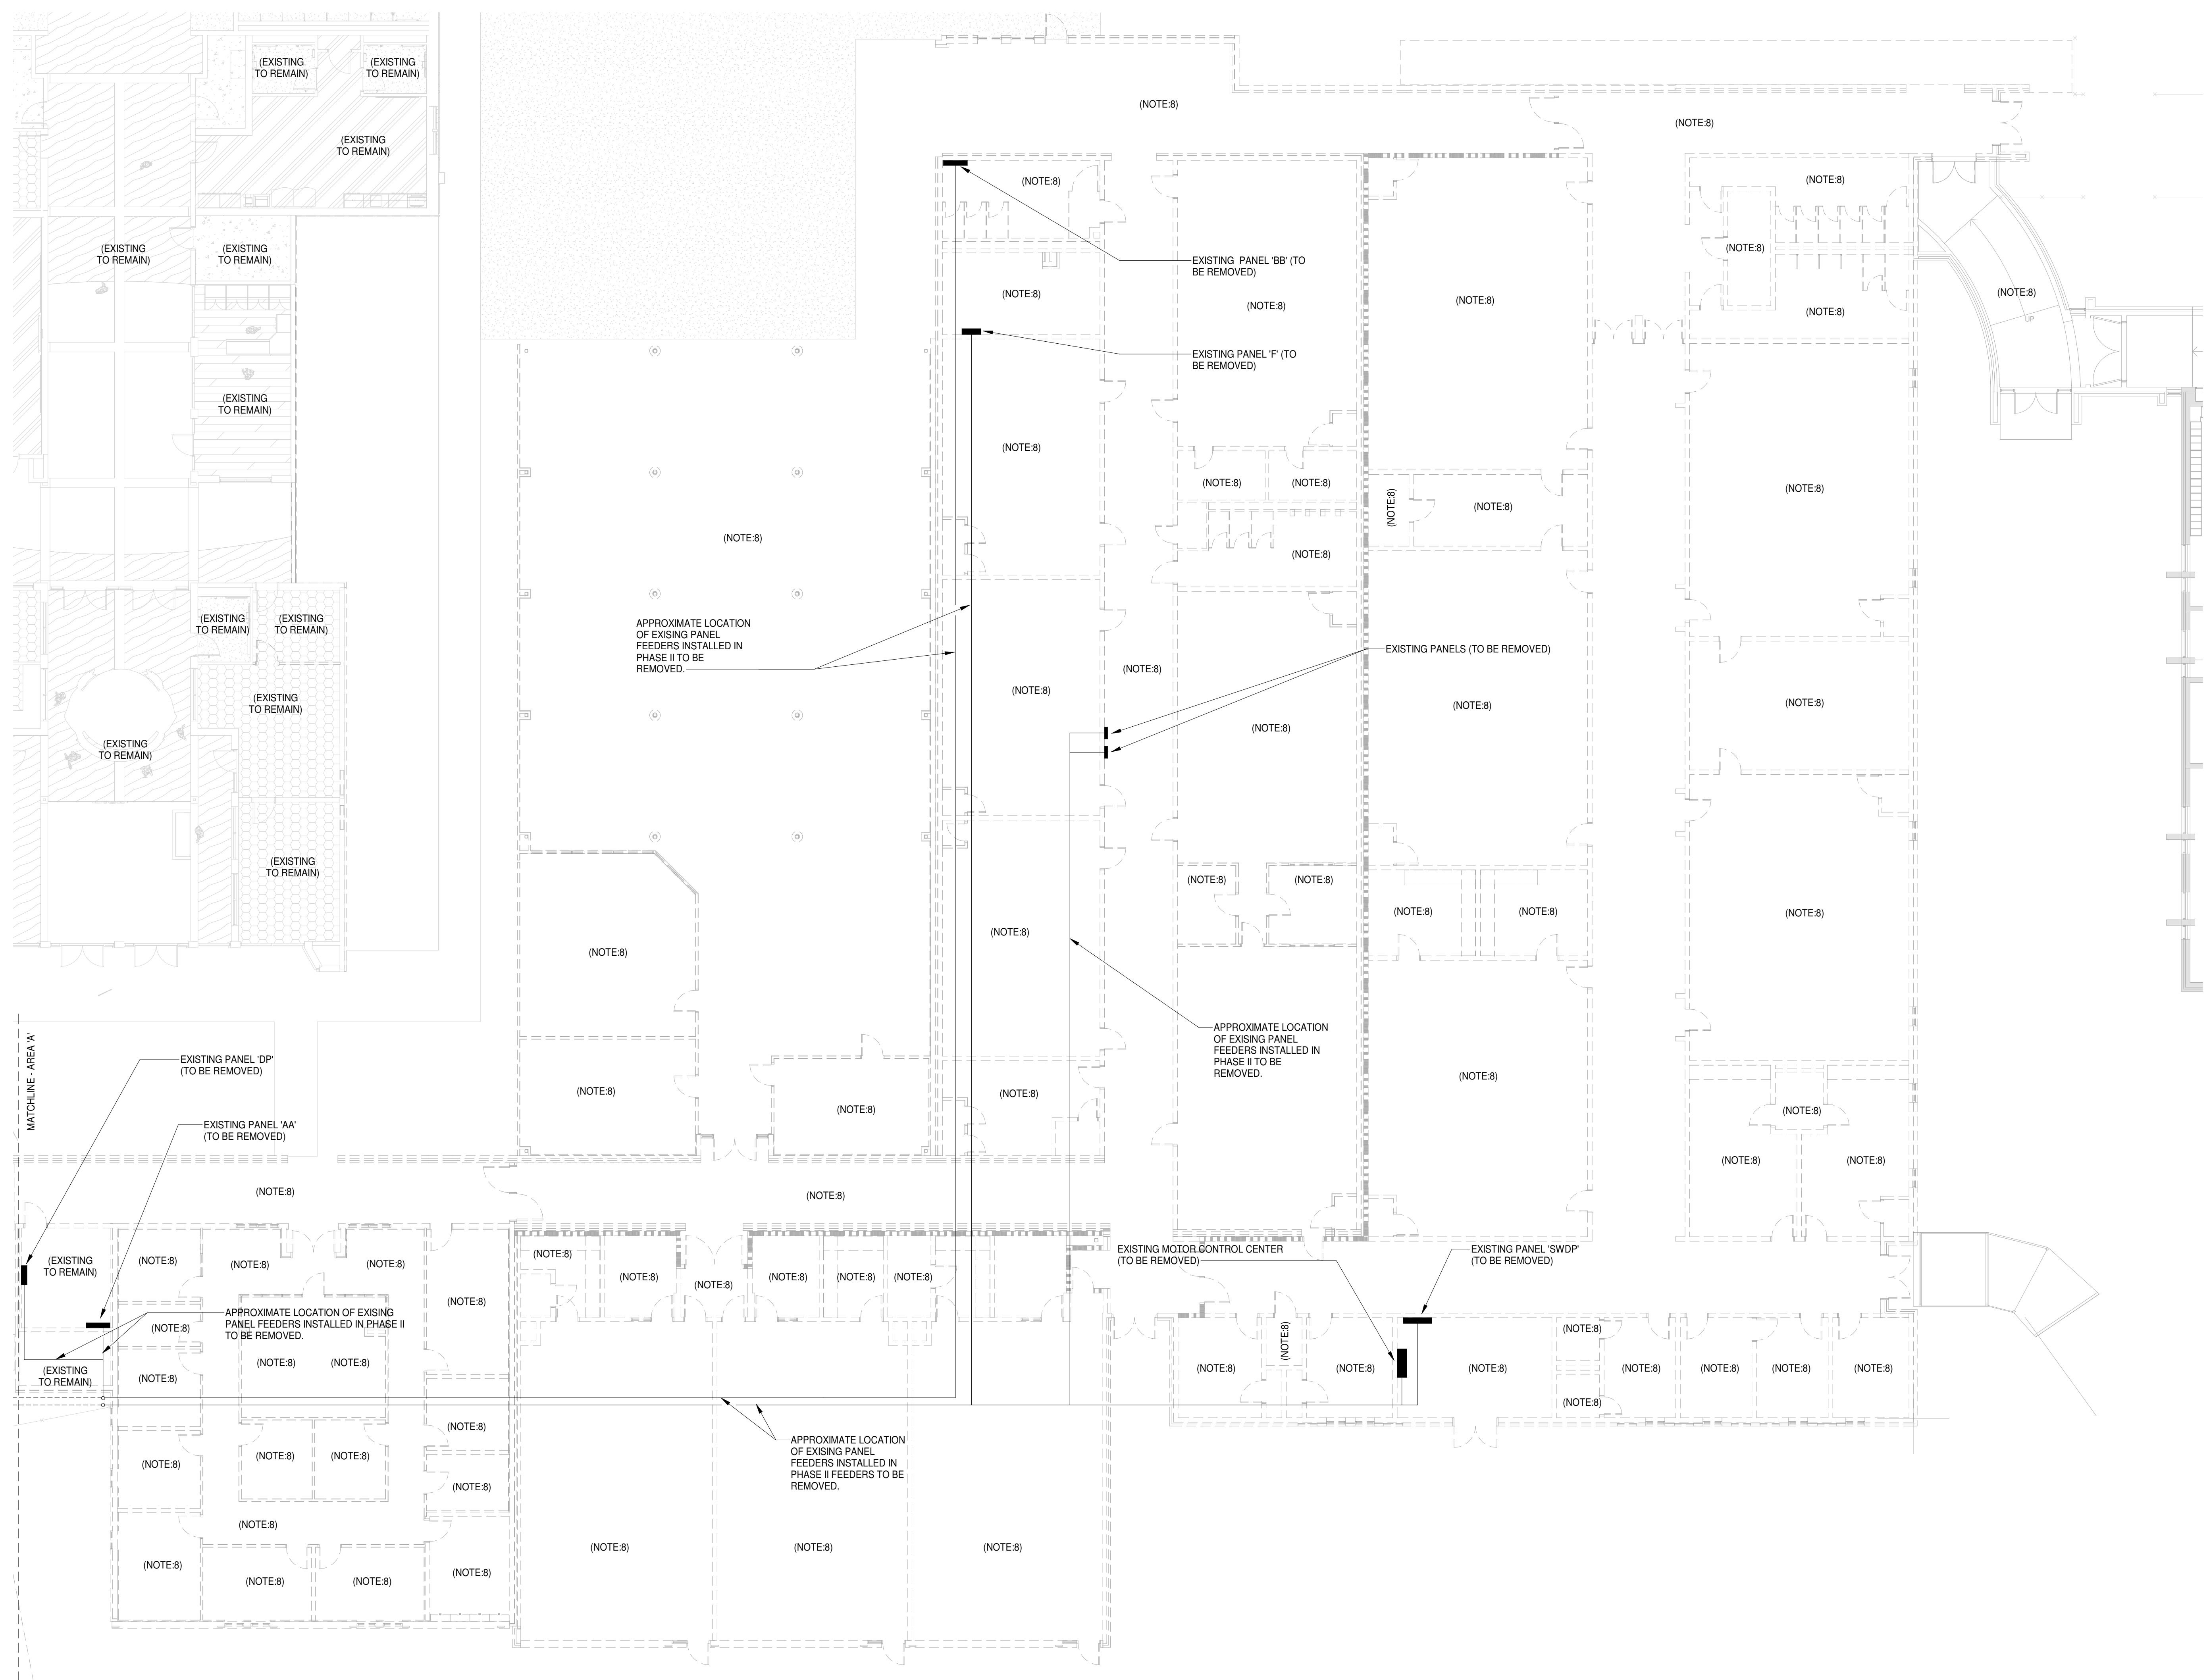 (EXISTING
TO REMAIN)
(EXISTING
TO REMAIN)
(EXISTING
TO REMAIN)
(EXISTING
TO REMAIN)
(EXISTING
TO REMAIN)
(EXISTING
TO REMAIN)
(EXISTING
TO REMAIN)
(EXISTING
TO REMAIN)
(EXISTING
TO REMAIN)
(EXISTING
TO REMAIN)
(EXISTING
TO REMAIN)
(NOTE:8)
(NOTE:8)
(NOTE:8)
(NOTE:8)
(NOTE:8)
(NOTE:8)
(NOTE:8)
(NOTE:8)
EXISTING PANEL 'BB' (TO
BE REMOVED)
(NOTE:8)
(NOTE:8)
(NOTE:8)
EXISTING PANEL 'F' (TO
BE REMOVED)
(NOTE:8)
(NOTE:8)
(NOTE:8)
(NOTE:8)
(NOTE:8)
(NOTE:8)
(NOTE:8)
(NOTE:8)
(NOTE:8)
APPROXIMATE LOCATION
OF EXISING PANEL
FEEDERS INSTALLED IN
PHASE II TO BE
REMOVED.
EXISTING PANELS (TO BE REMOVED)
(NOTE:8)
(NOTE:8)
(NOTE:8)
(NOTE:8)
(NOTE:8)
(NOTE:8)
(NOTE:8)
(NOTE:8)
(NOTE:8)
(NOTE:8)
(NOTE:8)
(NOTE:8)
(NOTE:8)
APPROXIMATE LOCATION
OF EXISING PANEL
FEEDERS INSTALLED IN
PHASE II TO BE
REMOVED.
(NOTE:8)
(NOTE:8)
(NOTE:8)
(NOTE:8)
(NOTE:8)
(NOTE:8)
(NOTE:8)
MATCHLINE - AREA 'A'
EXISTING PANEL 'DP'
(TO BE REMOVED)
EXISTING PANEL 'AA'
(TO BE REMOVED)
(NOTE:8)
(NOTE:8)
(EXISTING
TO REMAIN)
(NOTE:8)
(NOTE:8)
(NOTE:8)
(NOTE:8)
(NOTE:8)
(NOTE:8)
(NOTE:8)
(NOTE:8)
(NOTE:8)
(NOTE:8)
EXISTING MOTOR CONTROL CENTER
(TO BE REMOVED)
EXISTING PANEL 'SWDP'
(TO BE REMOVED)
APPROXIMATE LOCATION OF EXISING
PANEL FEEDERS INSTALLED IN PHASE II
TO BE REMOVED.
(NOTE:8)
(NOTE:8)
(NOTE:8)
(NOTE:8)
(NOTE:8)
(EXISTING
TO REMAIN)
(NOTE:8)
(NOTE:8)
(NOTE:8)
(NOTE:8)
(NOTE:8)
(NOTE:8)
(NOTE:8)
(NOTE:8)
(NOTE:8)
(NOTE:8)
(NOTE:8)
APPROXIMATE LOCATION
OF EXISING PANEL
FEEDERS INSTALLED IN
PHASE II FEEDERS TO BE
REMOVED.
(NOTE:8)
(NOTE:8)
(NOTE:8)
(NOTE:8)
(NOTE:8)
(NOTE:8)
(NOTE:8)
(NOTE:8)
(NOTE:8)
(NOTE:8)
(NOTE:8)
(NOTE:8)